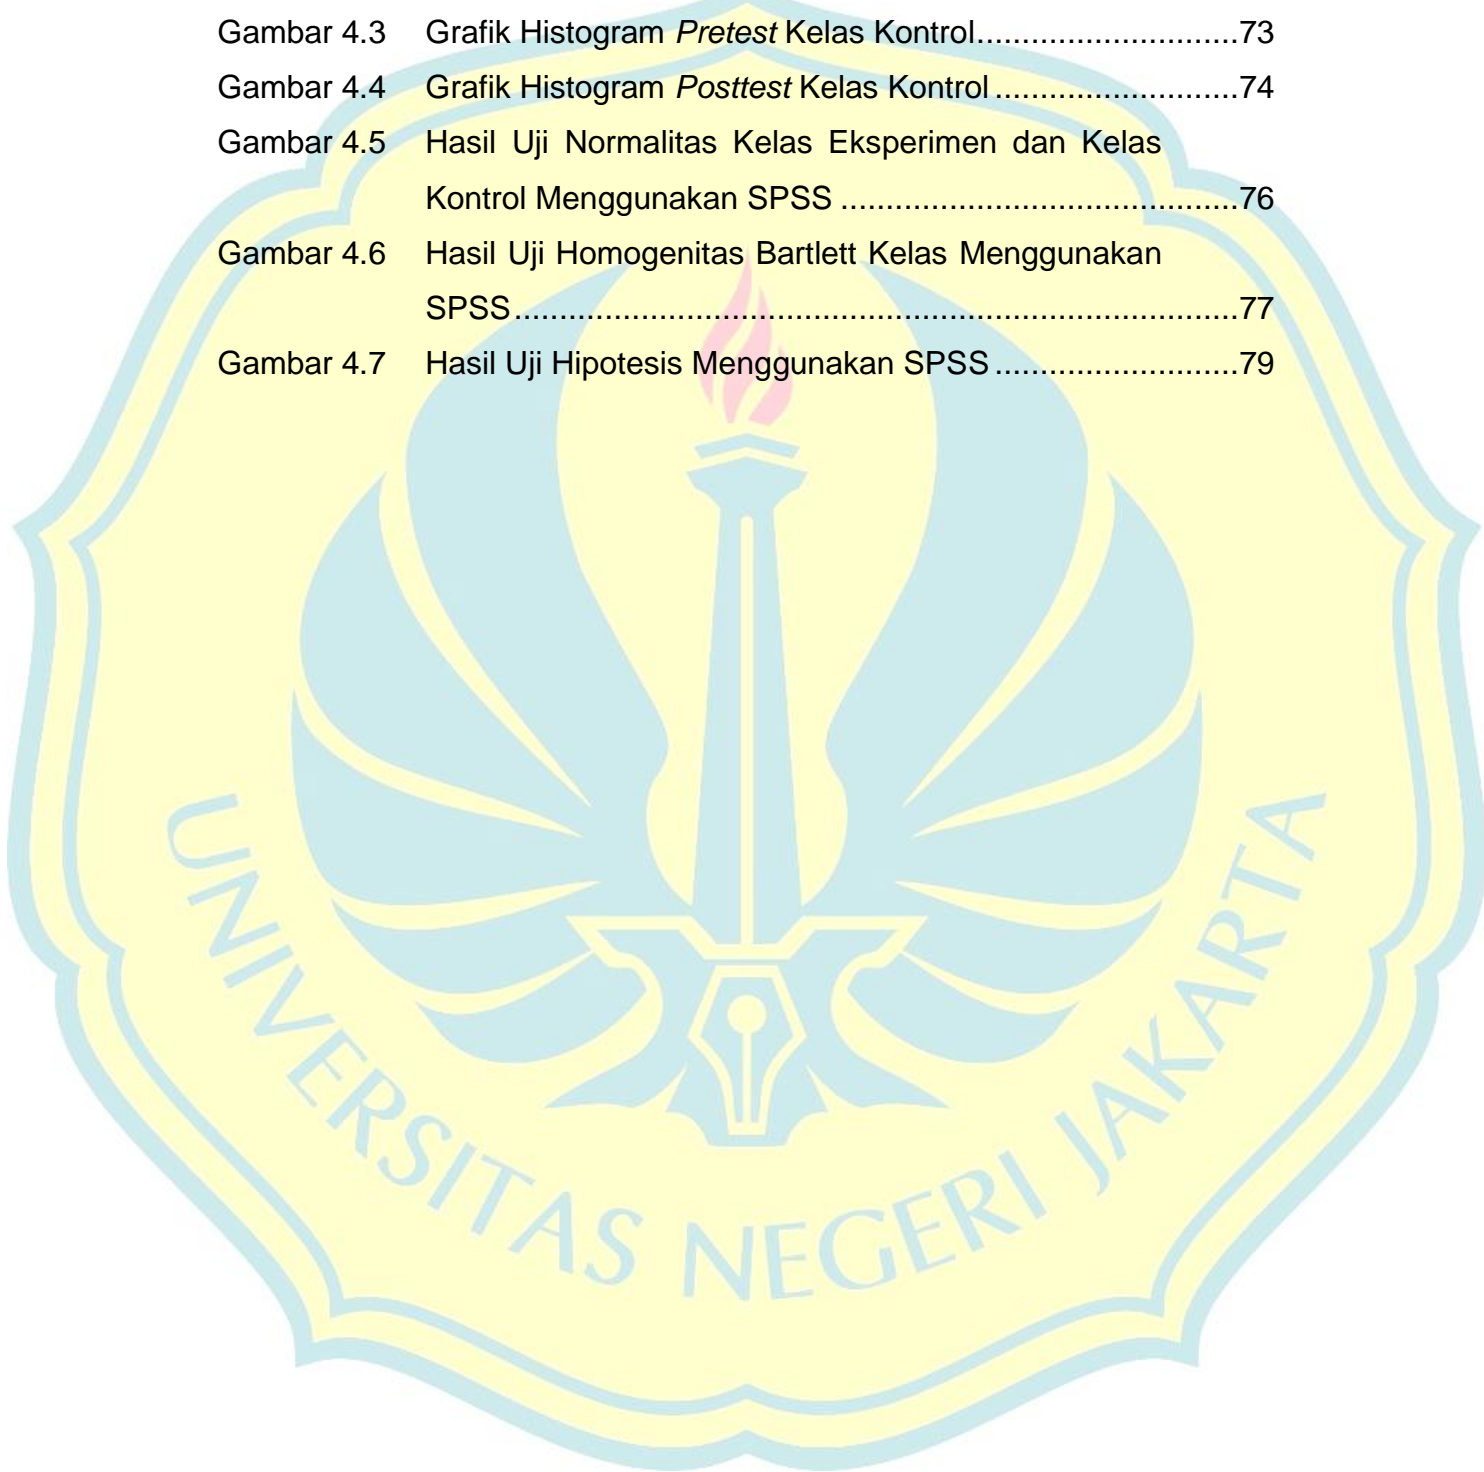 Gambar 4.3 Grafik Histogram Pretest Kelas Kontrol.............................73
Gambar 4.4 Grafik Histogram Posttest Kelas Kontrol...........................74
Gambar 4.5 Hasil Uji Normalitas Kelas Eksperimen dan Kelas
Kontrol Menggunakan SPSS............................................76
Gambar 4.6 Hasil Uji Homogenitas Bartlett Kelas Menggunakan
SPSS................................................................................77
Gambar 4.7 Hasil Uji Hipotesis Menggunakan SPSS...........................79
UNIVERSITAS NEGERI JAKARTA